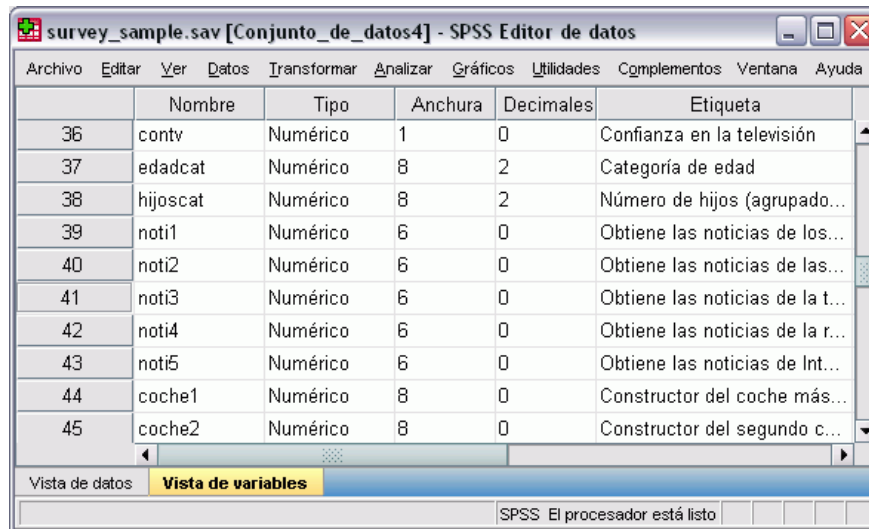 survey_sample.sav [Conjunto_de_datos4] - SPSS Editor de datos
Archivo Editar Ver Datos Transformar Analizar Gráficos Utilidades Complementos Ventana Ayuda
Nombre Tipo Anchura Decimales Etiqueta
36 contv Numérico 1 0 Confianza en la televisión
37 edadcat Numérico 8 2 Categoría de edad
38 hijoscat Numérico 8 2 Número de hijos (agrupado...
39 noti1 Numérico 6 0 Obtiene las noticias de los...
40 noti2 Numérico 6 0 Obtiene las noticias de las...
41 noti3 Numérico 6 0 Obtiene las noticias de la t...
42 noti4 Numérico 6 0 Obtiene las noticias de la r...
43 noti5 Numérico 6 0 Obtiene las noticias de Int...
44 coche1 Numérico 8 0 Constructor del coche más...
45 coche2 Numérico 8 0 Constructor del segundo c...
Vista de datos Vista de variables
SPSS El procesador está listo